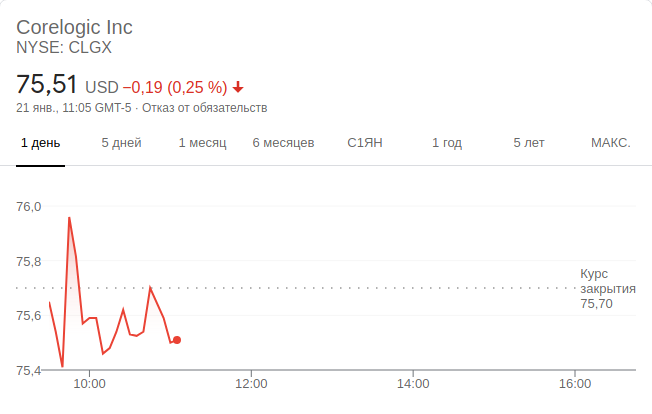 Corelogic Inc
NYSE: CLGX
75,51 USD −0,19 (0,25 %)
21 янв., 11:05 GMT-5 · Отказ от обязательств
1 день 5 дней 1 месяц 6 месяцев С1ЯН 1 год 5 лет МАКС.
76,0
75,8
Курс
закрытия
75,70
75,6
75,4
10:00 12:00 14:00 16:00